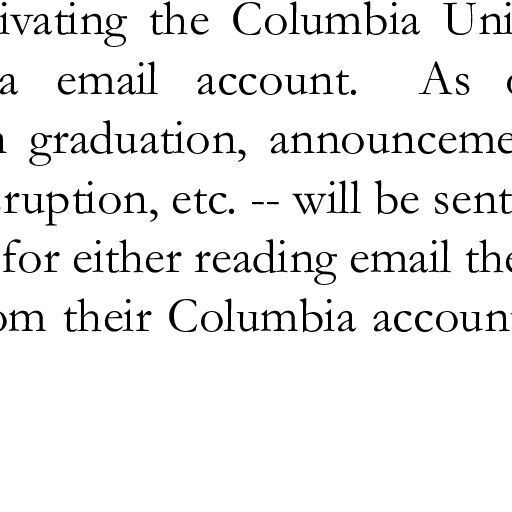 ivating the Columbia Uni
a email account. As
graduation, announceme
ruption, etc. -- will be sent
for either reading email the
om their Columbia accoun